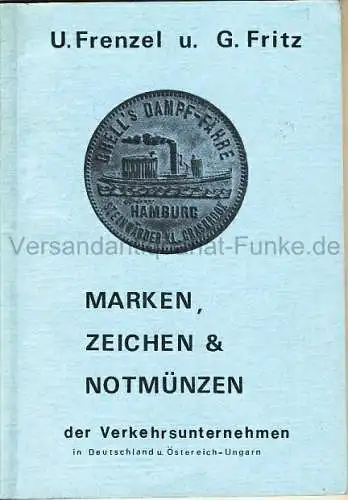 U. Frenzel u. G. Fritz
DAMPF-FÄHRE
HAMBURG
Versandantiquariat-Funke.de
MARKEN,
ZEICHEN &
NOTMÜNZEN
der Verkehrsunternehmen
in Deutschland u. Österreich-Ungarn